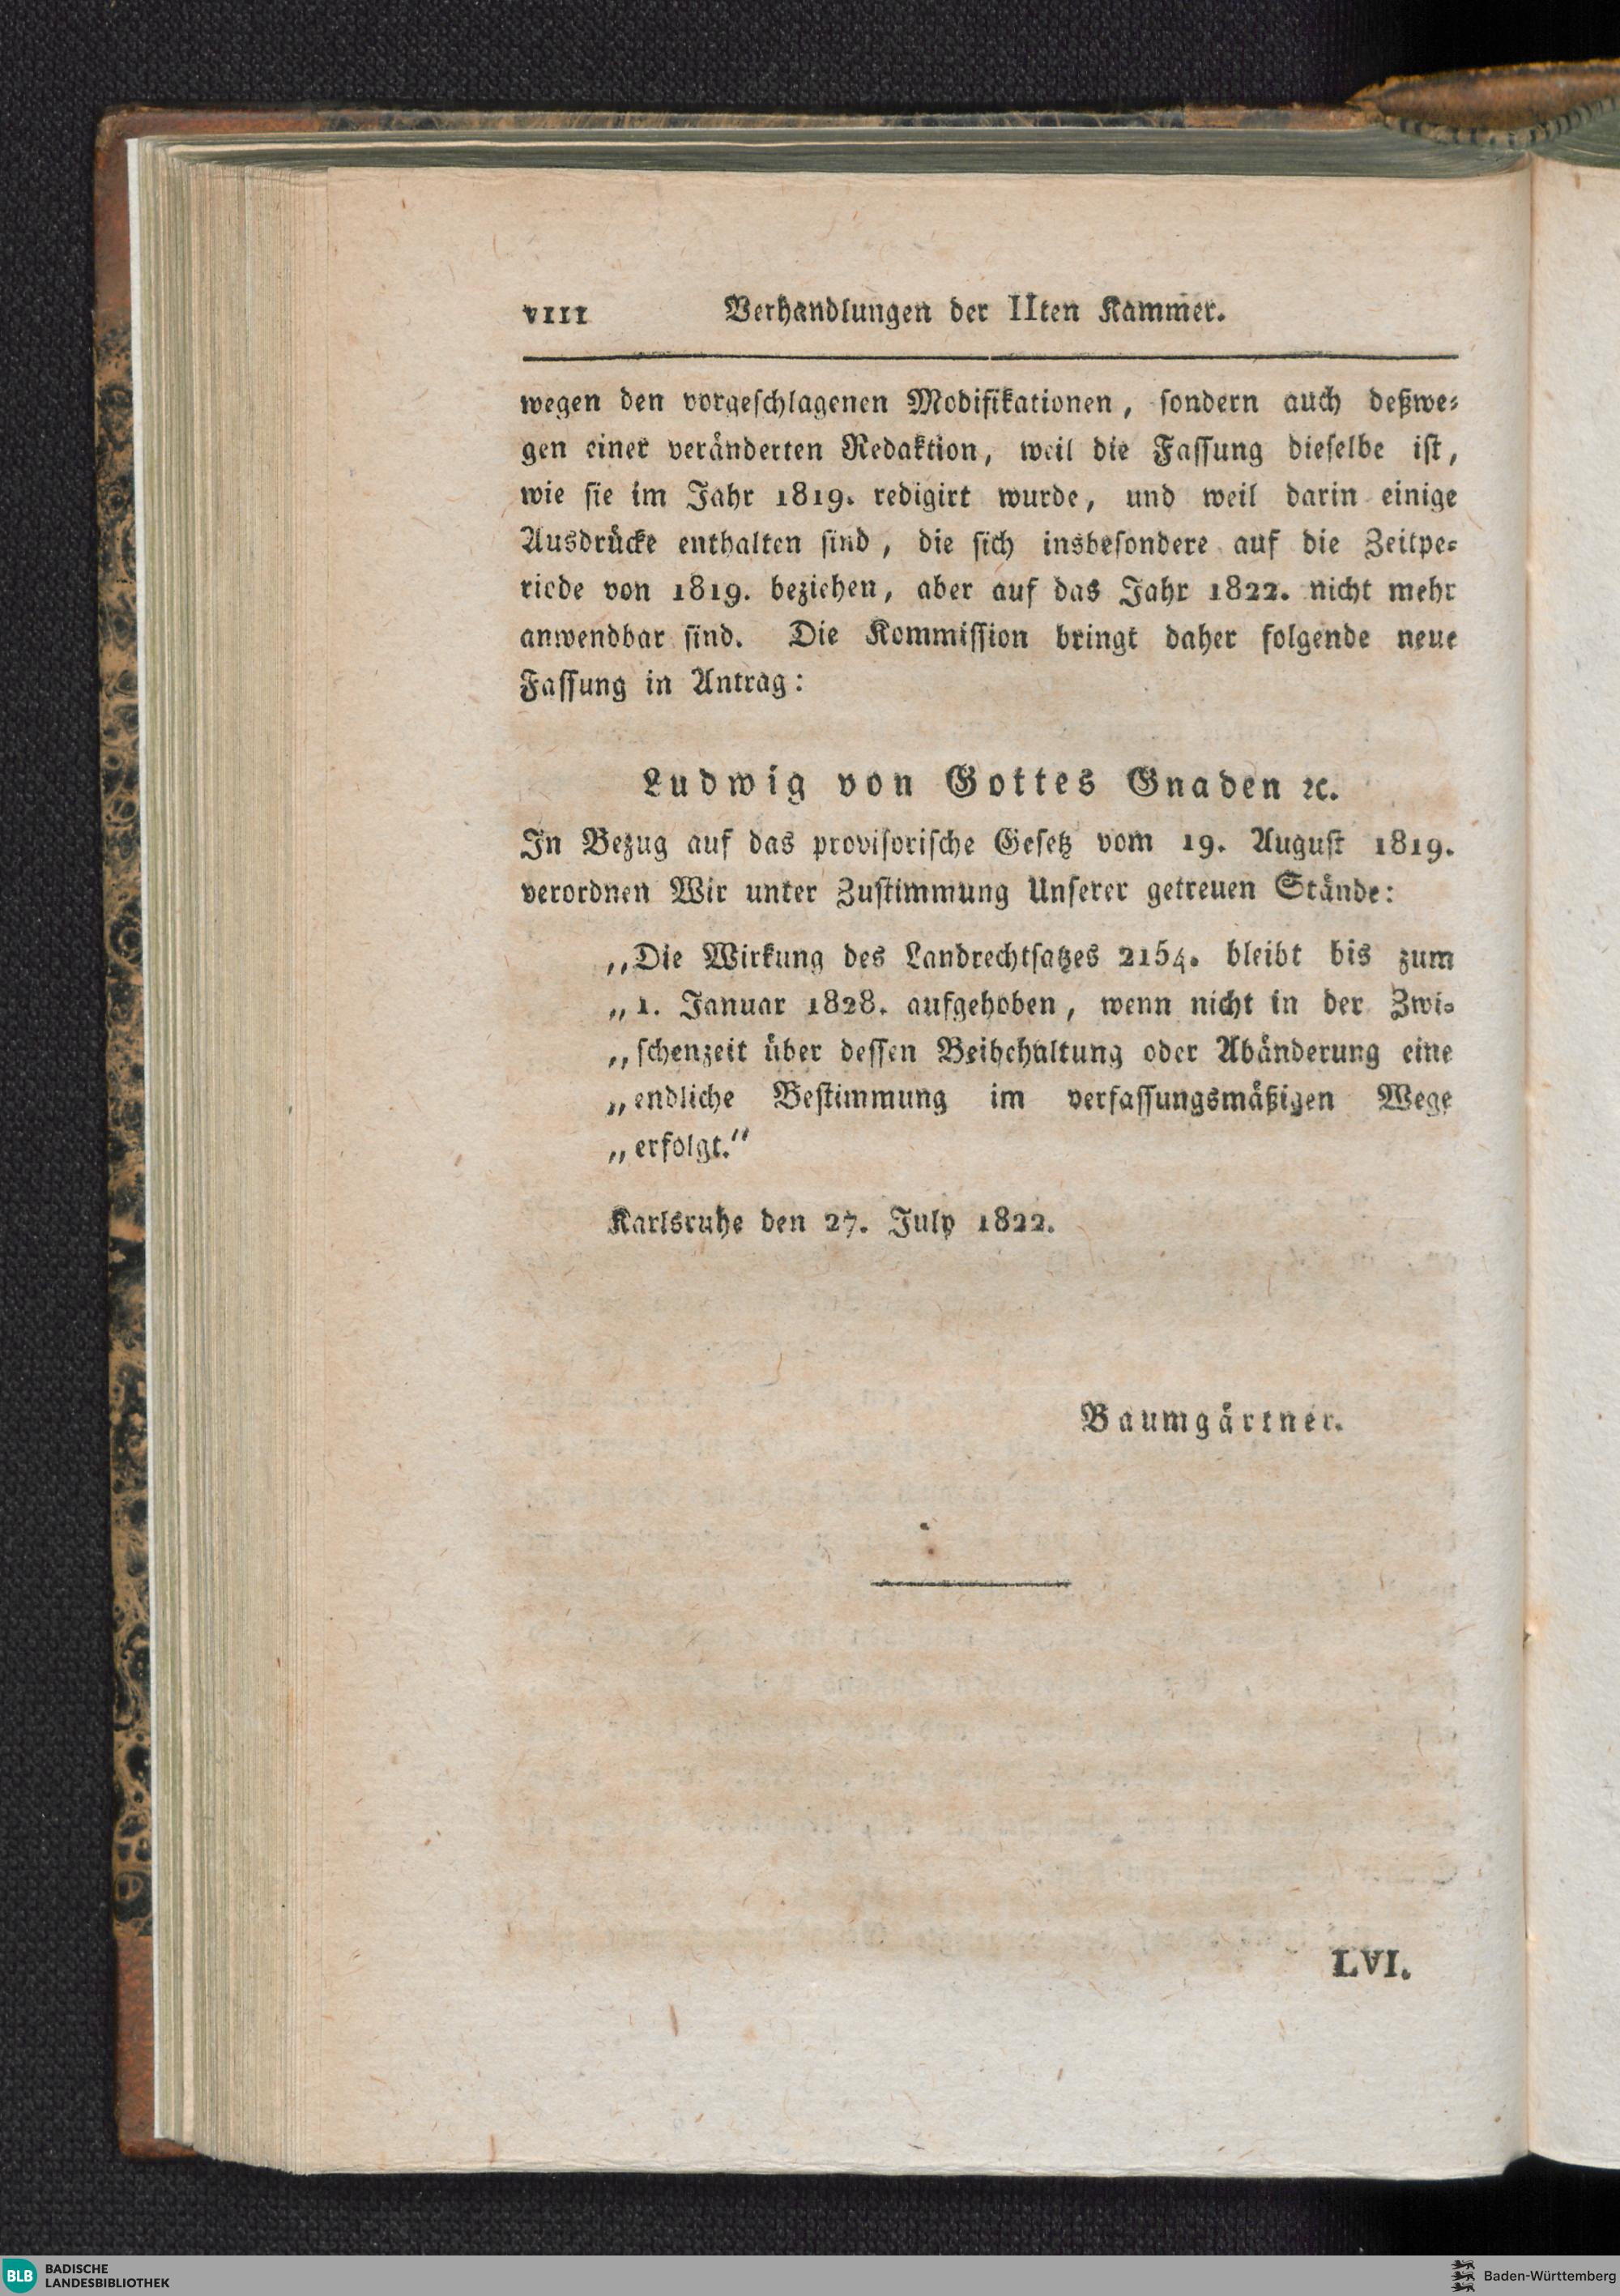 VIII Verhandlungen der IIten Kammer.
wegen den vorgeschlagenen Modifikationen, sondern auch deßwe-
gen einer veränderten Redaktion, weil die Fassung dieselbe ist,
wie sie im Jahr 1819. redigirt wurde, und weil darin einige
Ausdrücke enthalten sind, die sich insbesondere auf die Zeitpe-
riode von 1819. beziehen, aber auf das Jahr 1822. nicht mehr
anwendbar sind. Die Kommission bringt daher folgende neue
Fassung in Antrag:
Ludwig von Gottes Gnaden ꝛc.
In Bezug auf das provisorische Gesetz vom 19. August 1819.
verordnen Wir unter Zustimmung Unserer getreuen Stände:
„Die Wirkung des Landrechtsatzes 2154. bleibt bis zum
„1. Januar 1828. aufgehoben, wenn nicht in der Zwi-
„schenzeit über dessen Beibehaltung oder Abänderung eine
„endliche Bestimmung im verfassungsmäßigen Wege
„erfolgt.“
Karlsruhe den 27. July 1822.
Baumgärtner.
LVI.
BLB BADISCHE
LANDESBIBLIOTHEK
Baden-Württemberg